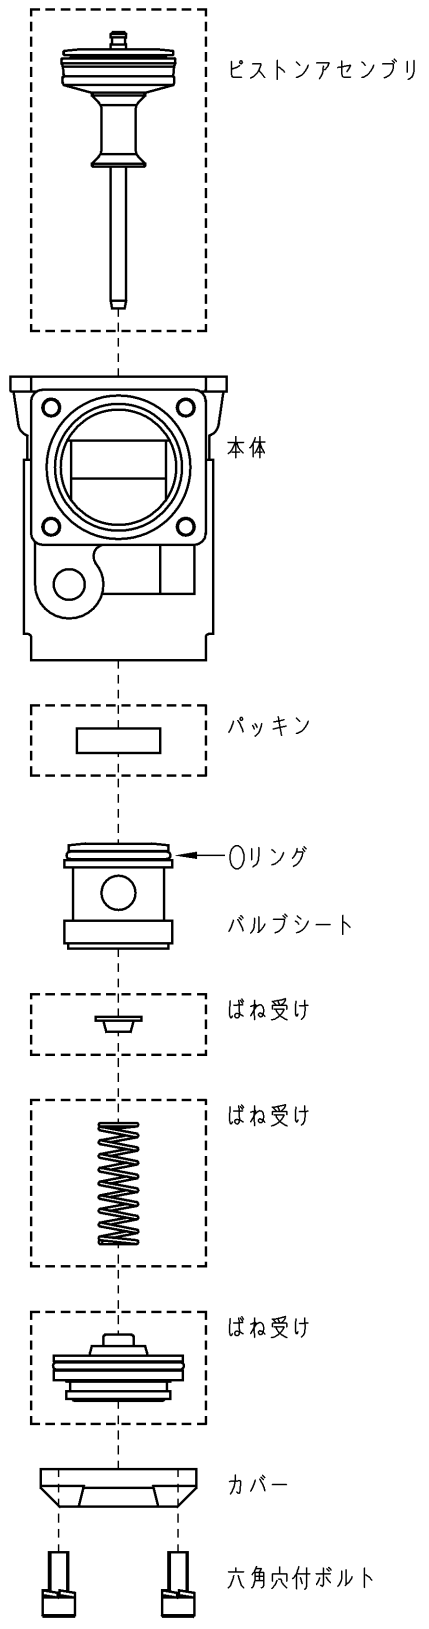 ピストンアセンブリ
本体
パッキン
Oリング
バルブシート
ばね受け
ばね受け
ばね受け
カバー
六角穴付ボルト